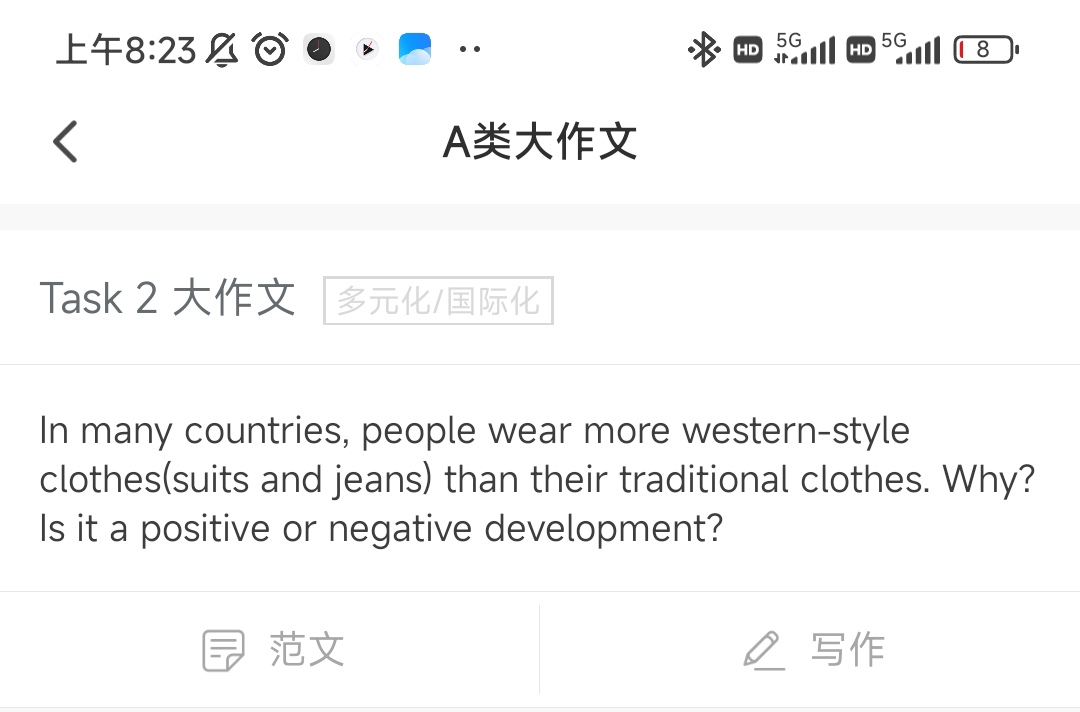 上午8:23 HD 5G HD 5G 8
A类大作文
Task 2 大作文 多元化/国际化
In many countries, people wear more western-style
clothes(suits and jeans) than their traditional clothes. Why?
Is it a positive or negative development?
范文 写作